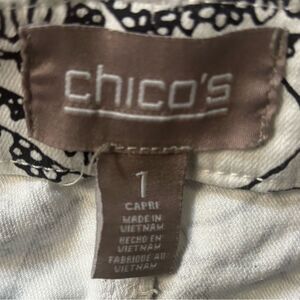 chico's
1
CAPRI
MADE IN
VIETNAM
HECHO EN
VIETNAM
FABRIQUÉ AU
VIETNAM